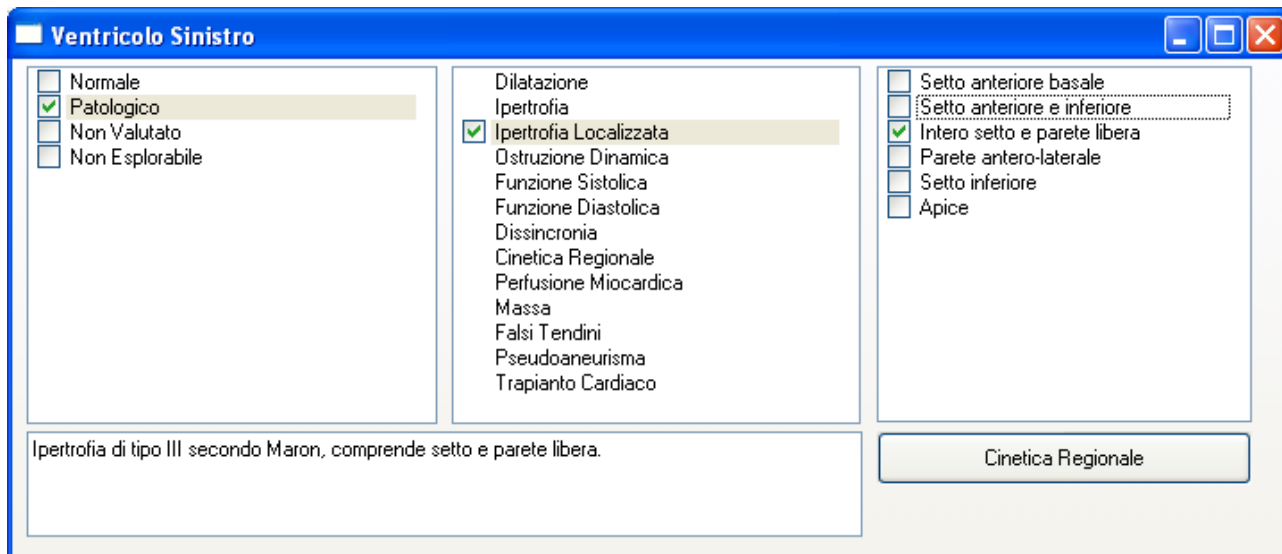 Ventricolo Sinistro
Normale
Patologico
Non Valutato
Non Esplorabile
Dilatazione
Ipertrofia
Ipertrofia Localizzata
Ostruzione Dinamica
Funzione Sistolica
Funzione Diastolica
Dissincronia
Cinetica Regionale
Perfusione Miocardica
Massa
Falsi Tendini
Pseudoaneurisma
Trapianto Cardiaco
Setto anteriore basale
Setto anteriore e inferiore
Intero setto e parete libera
Parete antero-laterale
Setto inferiore
Apice
Ipertrofia di tipo III secondo Maron, comprende setto e parete libera.
Cinetica Regionale